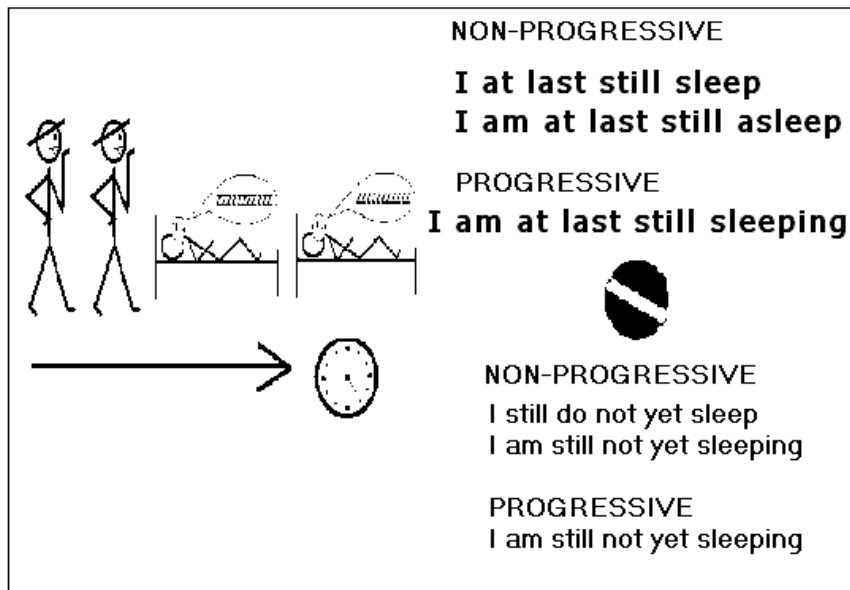 NON-PROGRESSIVE
I at last still sleep
I am at last still asleep
PROGRESSIVE
I am at last still sleeping
NON-PROGRESSIVE
I still do not yet sleep
I am still not yet sleeping
PROGRESSIVE
I am still not yet sleeping